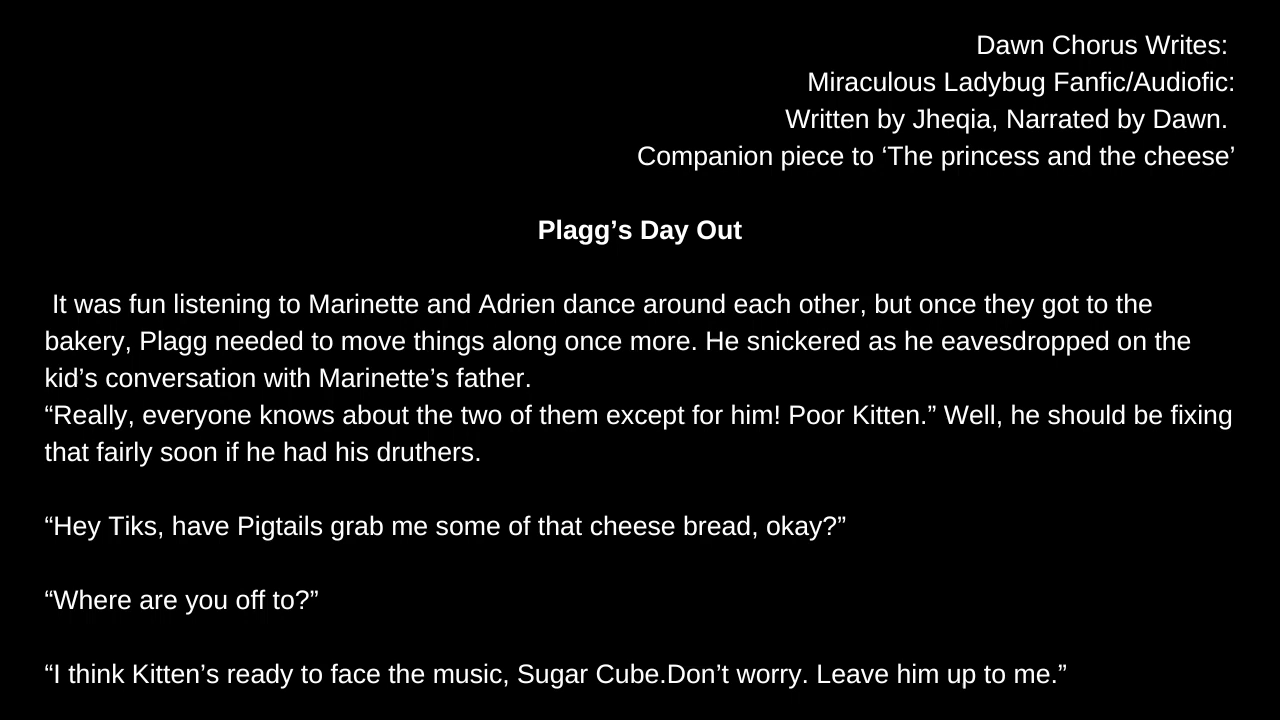 Dawn Chorus Writes:
Miraculous Ladybug Fanfic/Audiofic:
Written by Jheqia, Narrated by Dawn.
Companion piece to ‘The princess and the cheese’
Plagg’s Day Out
It was fun listening to Marinette and Adrien dance around each other, but once they got to the
bakery, Plagg needed to move things along once more. He snickered as he eavesdropped on the
kid’s conversation with Marinette’s father.
“Really, everyone knows about the two of them except for him! Poor Kitten.” Well, he should be fixing
that fairly soon if he had his druthers.
“Hey Tiks, have Pigtails grab me some of that cheese bread, okay?”
“Where are you off to?”
“I think Kitten’s ready to face the music, Sugar Cube.Don’t worry. Leave him up to me.”